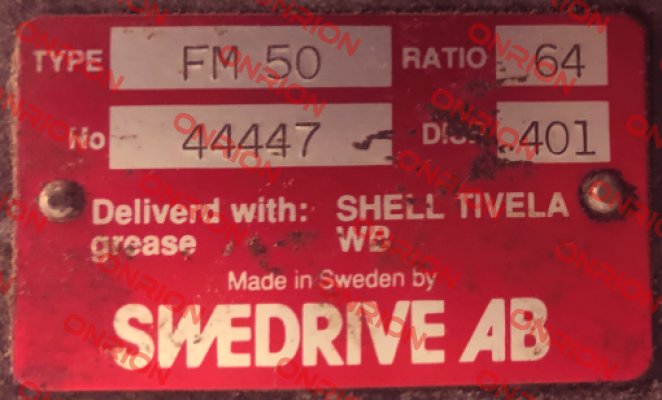 TYPE FM 50 RATIO 64
No 44447 401
Deliverd with: SHELL TIVELA
grease WB
Made in Sweden by
SWEDRIVE AB